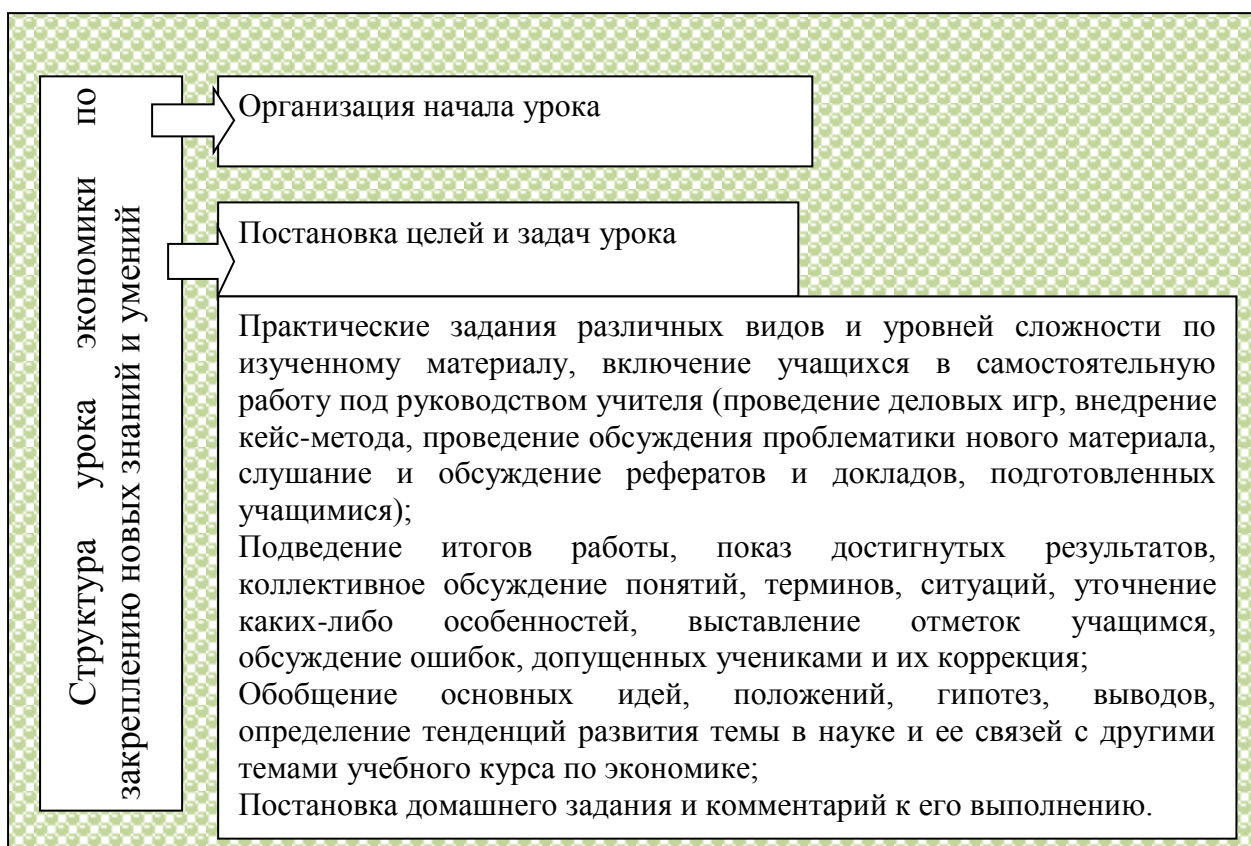 Структура урока экономики по
закреплению новых знаний и умений
Организация начала урока
Постановка целей и задач урока
Практические задания различных видов и уровней сложности по
изученному материалу, включение учащихся в самостоятельную
работу под руководством учителя (проведение деловых игр, внедрение
кейс-метода, проведение обсуждения проблематики нового материала,
слушание и обсуждение рефератов и докладов, подготовленных
учащимися);
Подведение итогов работы, показ достигнутых результатов,
коллективное обсуждение понятий, терминов, ситуаций, уточнение
каких-либо особенностей, выставление отметок учащимся,
обсуждение ошибок, допущенных учениками и их коррекция;
Обобщение основных идей, положений, гипотез, выводов,
определение тенденций развития темы в науке и ее связей с другими
темами учебного курса по экономике;
Постановка домашнего задания и комментарий к его выполнению.